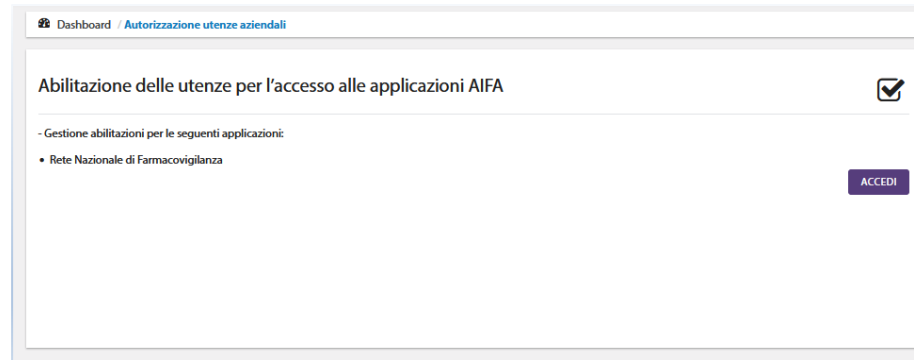 Dashboard / Autorizzazione utenze aziendali
Abilitazione delle utenze per l'accesso alle applicazioni AIFA
- Gestione abilitazioni per le seguenti applicazioni:
• Rete Nazionale di Farmacovigilanza
ACCEDI